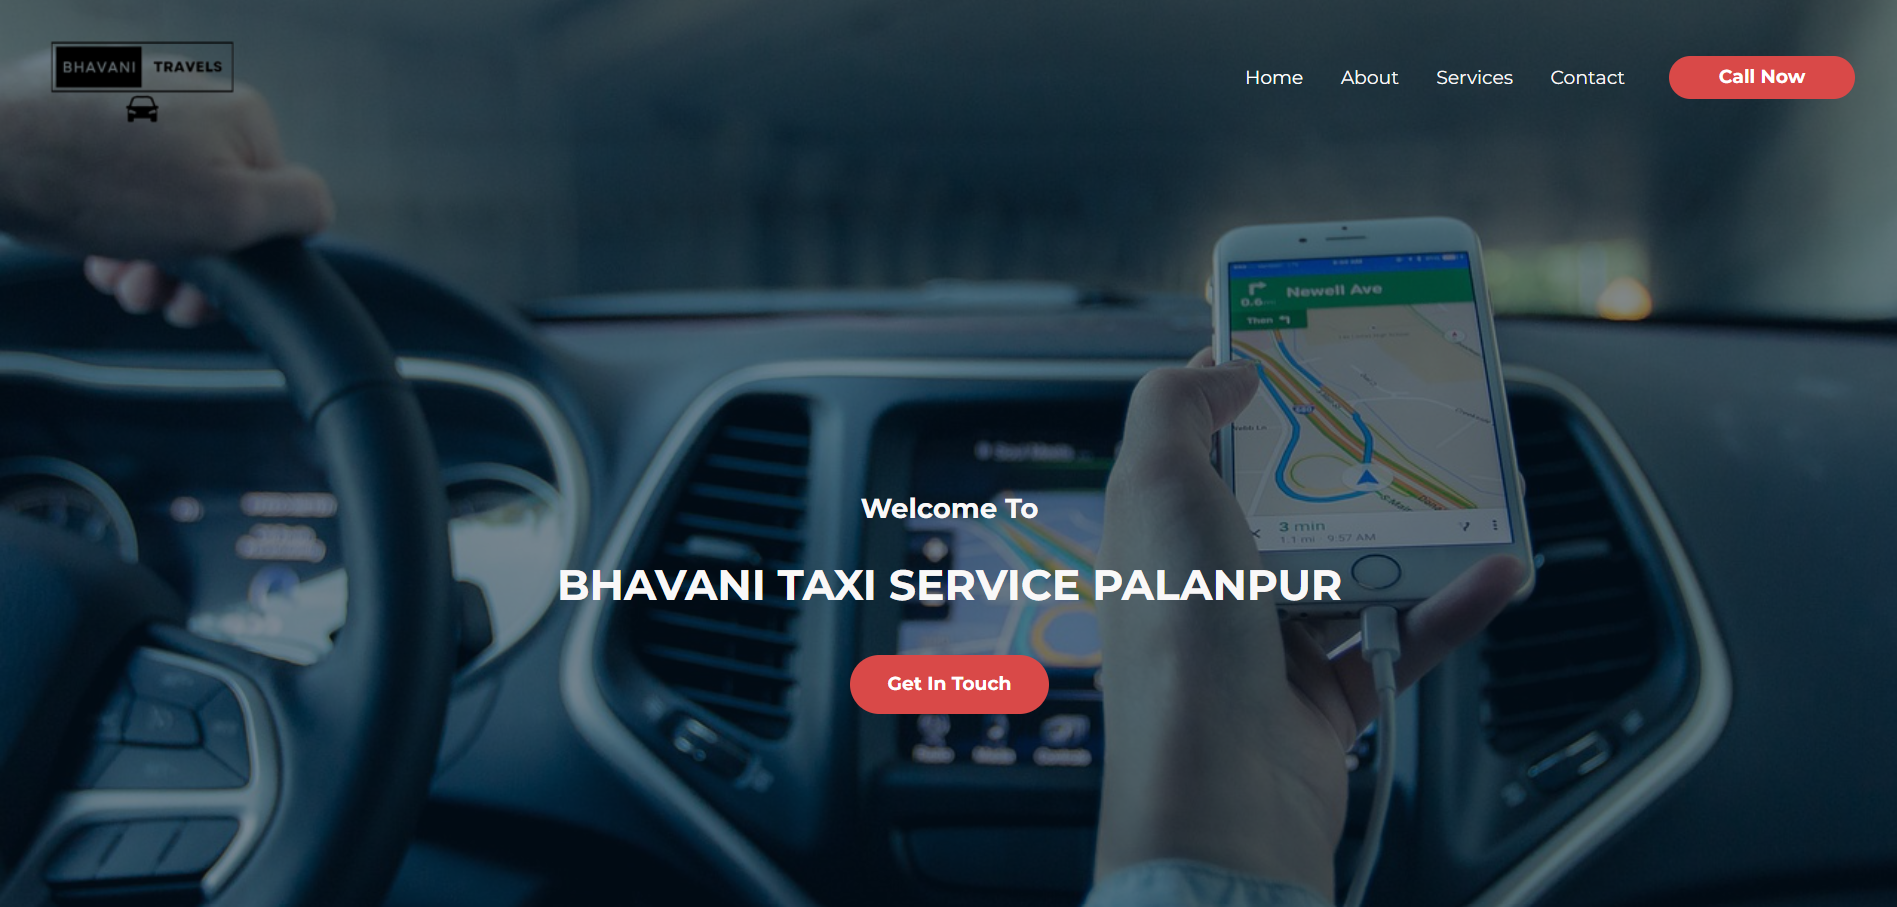 BHAVANI TRAVELS
Home About Services Contact Call Now
Newell Ave
0.6
Then
Welcome To
BHAVANI TAXI SERVICE PALANPUR
3 min
1.1 mi · 9:57 AM
Get In Touch